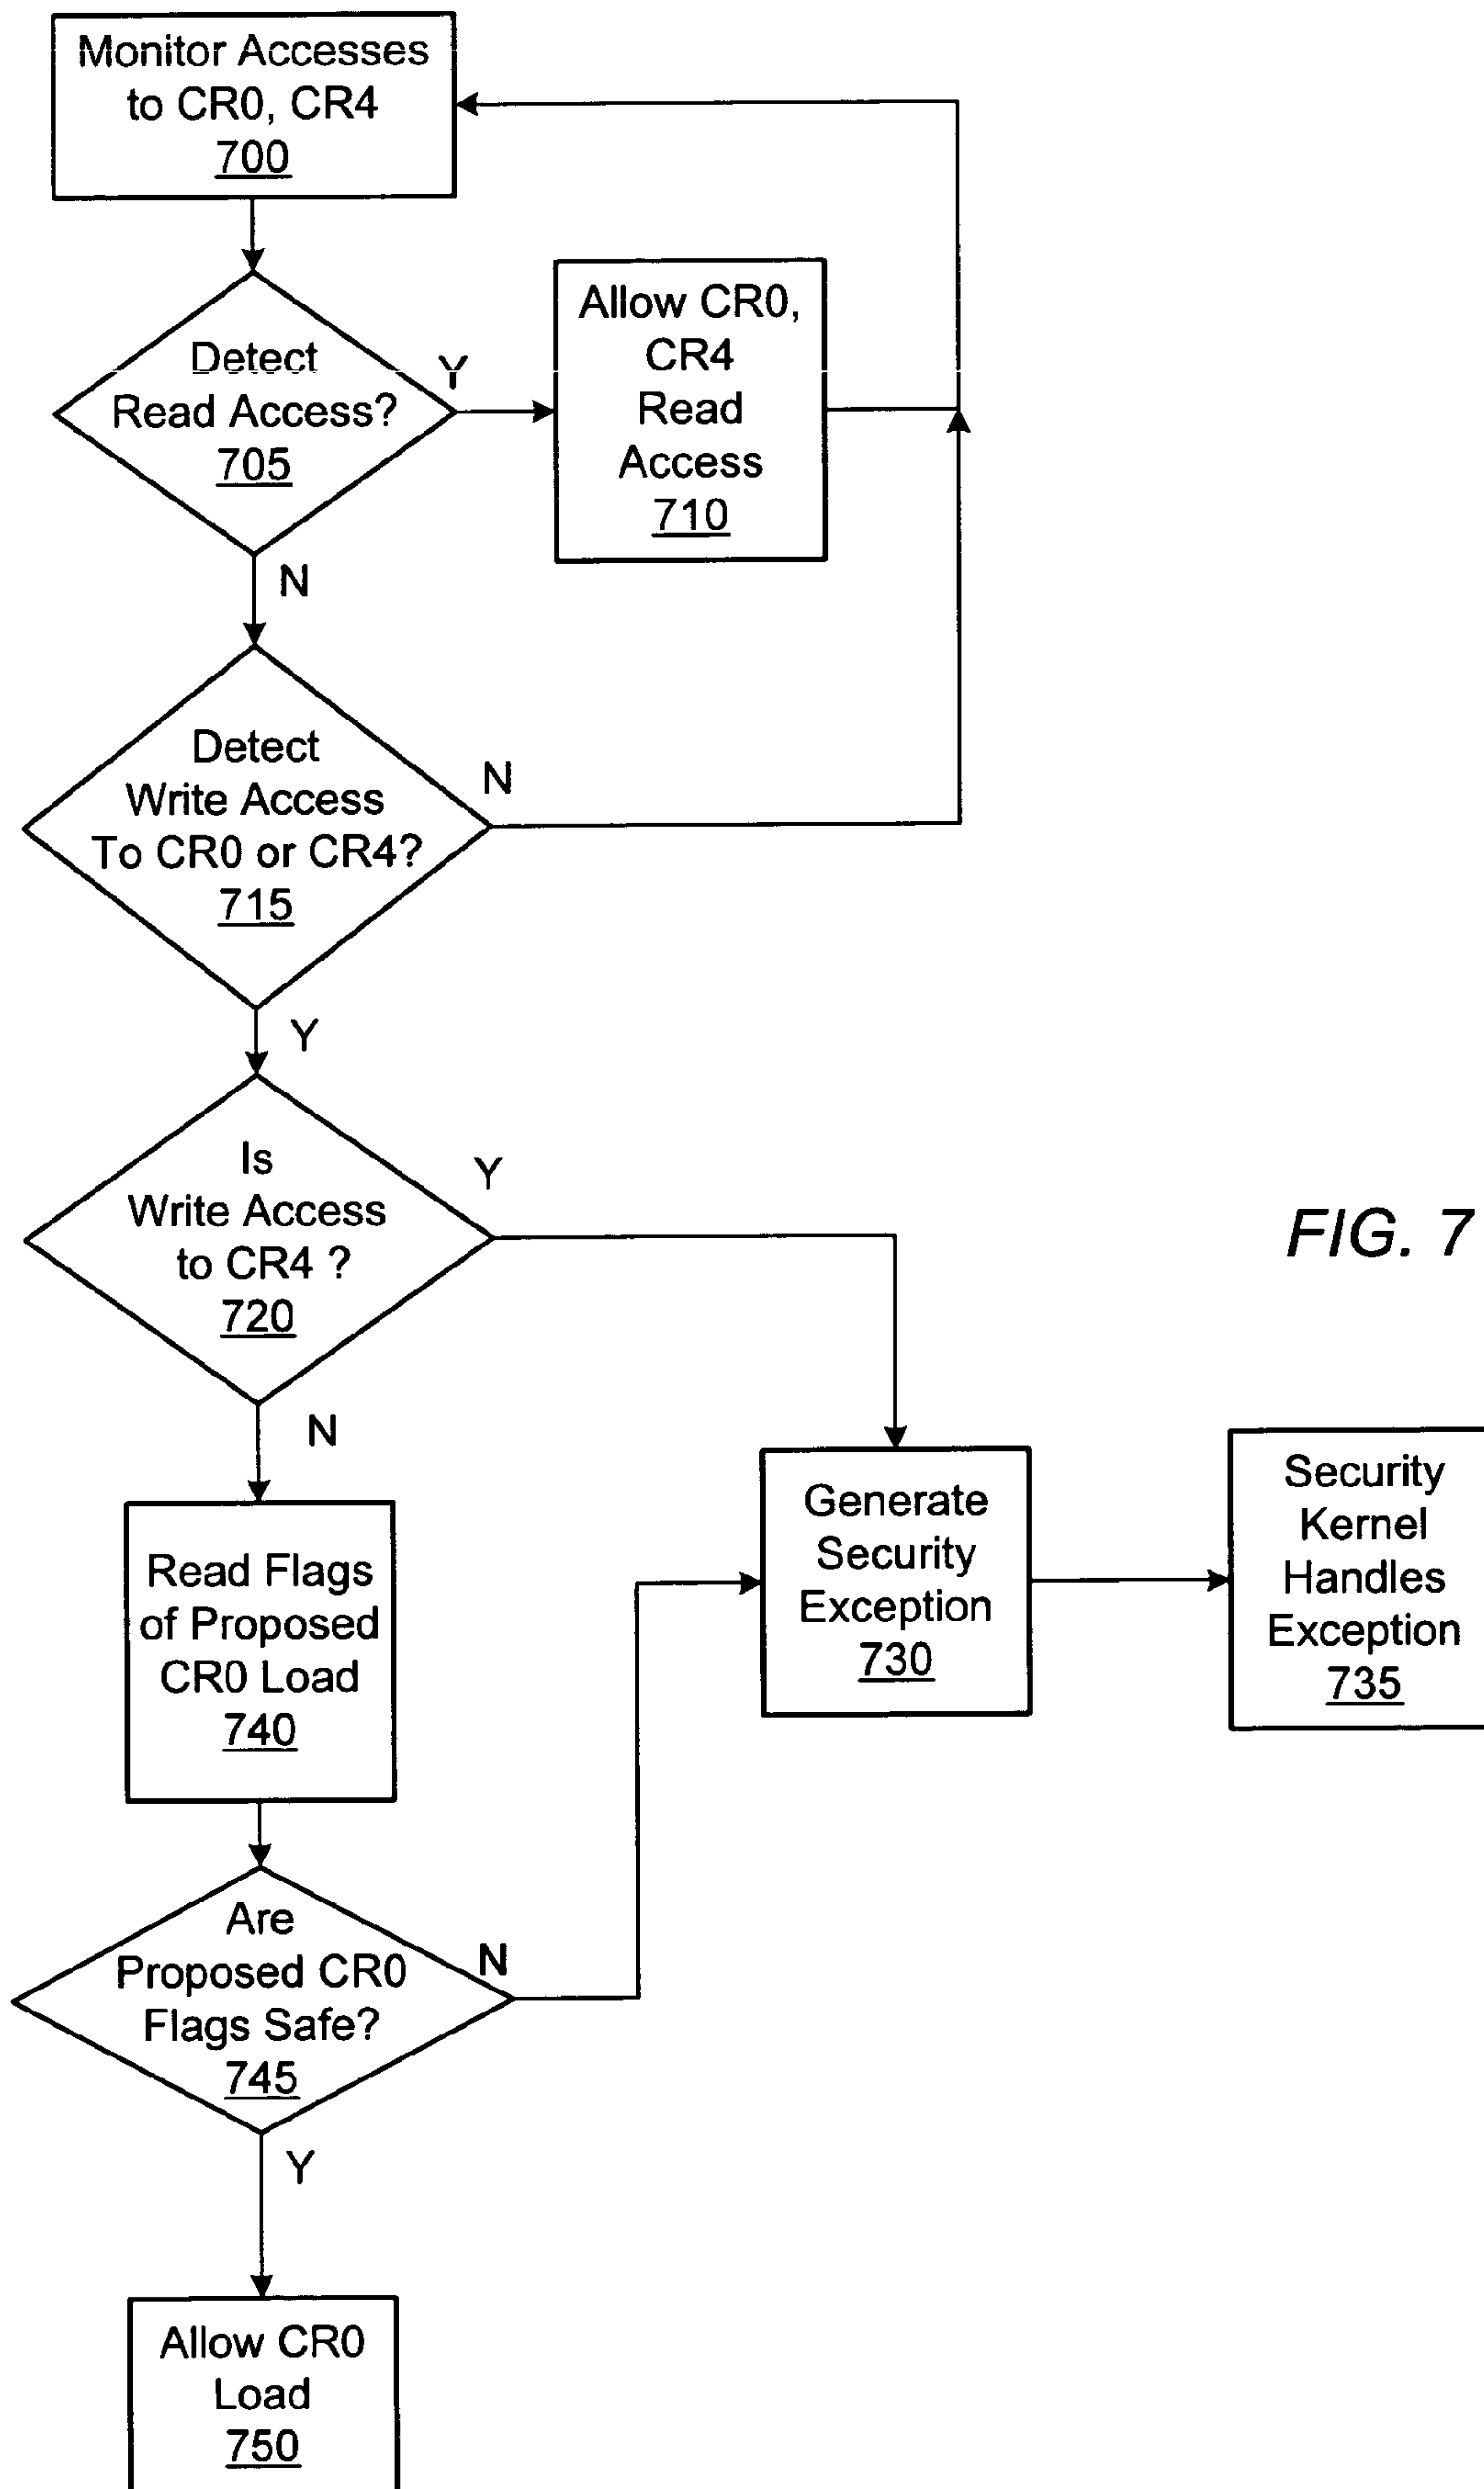 Monitor Accesses
to CR0, CR4
700
Detect
Read Access?
705
Y
N
Allow CR0,
CR4
Read
Access
710
Detect
Write Access
To CR0 or CR4?
715
N
Y
Is
Write Access
to CR4 ?
720
Y
N
FIG. 7
Generate
Security
Exception
730
Security
Kernel
Handles
Exception
735
Read Flags
of Proposed
CR0 Load
740
Are
Proposed CR0
Flags Safe?
745
N
Y
Allow CR0
Load
750